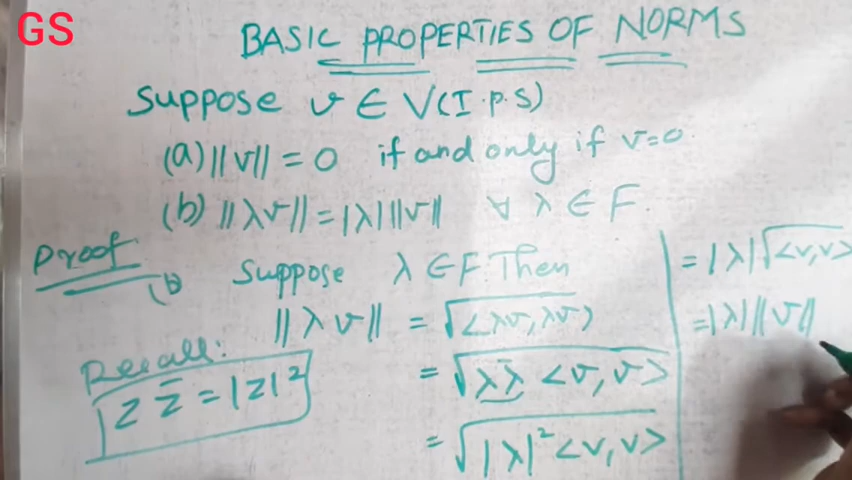 GS
BASIC PROPERTIES OF NORMS
Suppose v ∈ V(I.P.S)
(a) ||v|| = 0 if and only if v=0.
(b) ||λv|| = |λ| ||v|| ∀ λ ∈ F.
Proof
(b) Suppose λ ∈ F. Then
||λv|| = √<λv, λv>
= √λλ̄ <v, v>
= √|λ|² <v, v>
Recall:
z z̄ = |z|²
= |λ| √<v, v>
= |λ| ||v||